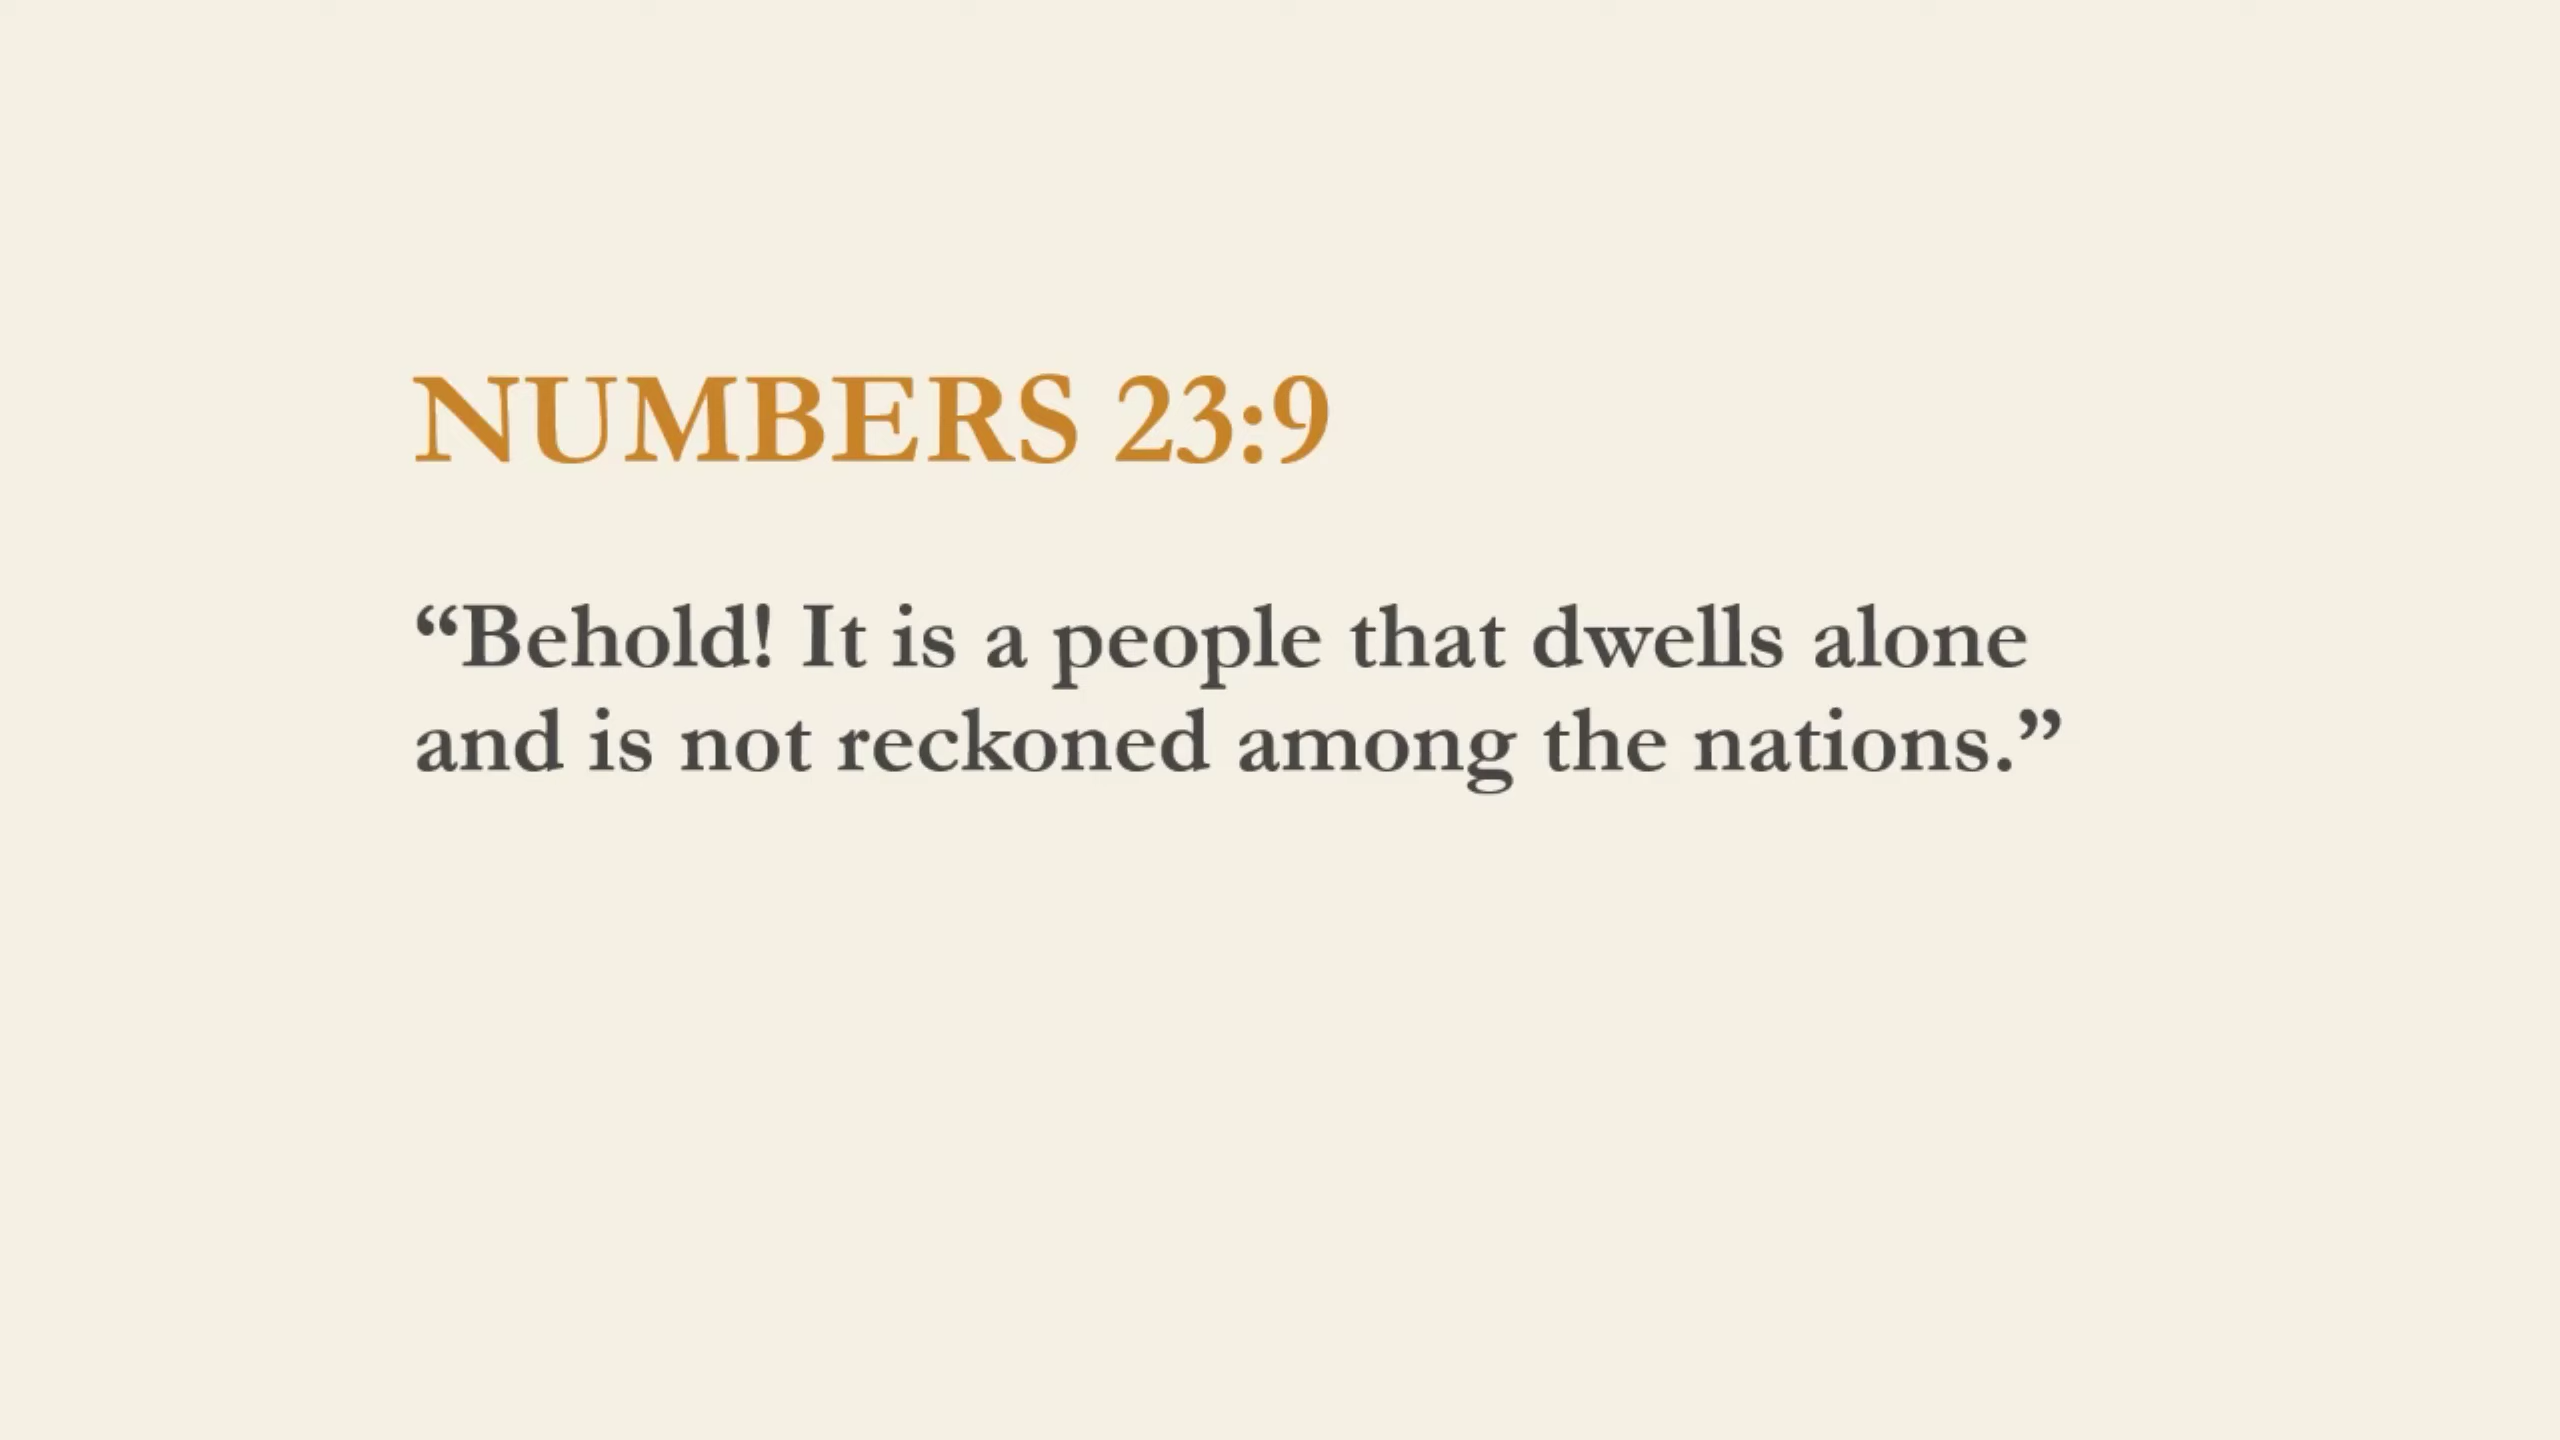 NUMBERS 23:9
“Behold! It is a people that dwells alone
and is not reckoned among the nations.”